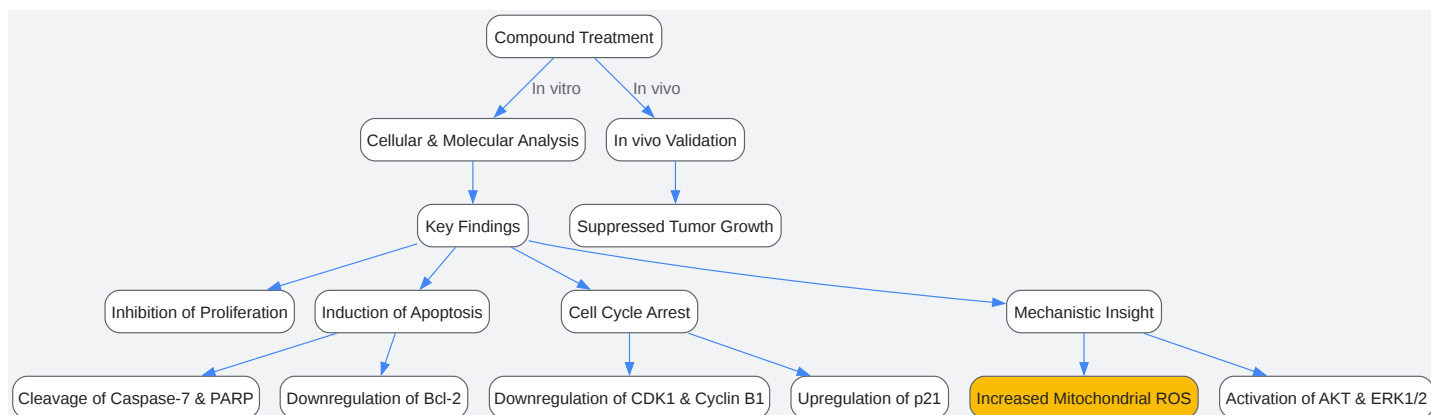 Compound Treatment
In vitro
In vivo
Cellular & Molecular Analysis
In vivo Validation
Key Findings
Suppressed Tumor Growth
Inhibition of Proliferation
Induction of Apoptosis
Cell Cycle Arrest
Mechanistic Insight
Cleavage of Caspase-7 & PARP
Downregulation of Bcl-2
Downregulation of CDK1 & Cyclin B1
Upregulation of p21
Increased Mitochondrial ROS
Activation of AKT & ERK1/2